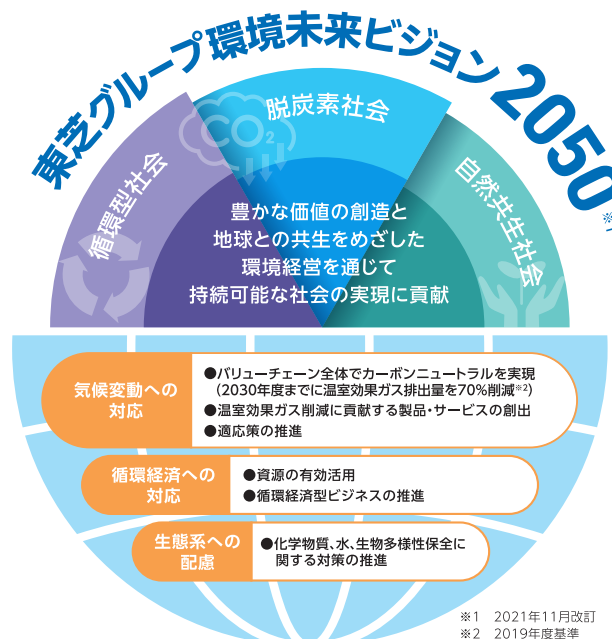 東芝グループ環境未来ビジョン2050※1
循環型社会
脱炭素社会
CO2
自然共生社会
豊かな価値の創造と
地球との共生をめざした
環境経営を通じて
持続可能な社会の実現に貢献
気候変動への
対応
●バリューチェーン全体でカーボンニュートラルを実現
（2030年度までに温室効果ガス排出量を70%削減※2）
●温室効果ガス削減に貢献する製品・サービスの創出
●適応策の推進
循環経済への
対応
●資源の有効活用
●循環経済型ビジネスの推進
生態系への
配慮
●化学物質、水、生物多様性保全に
関する対策の推進
※1 2021年11月改訂
※2 2019年度基準